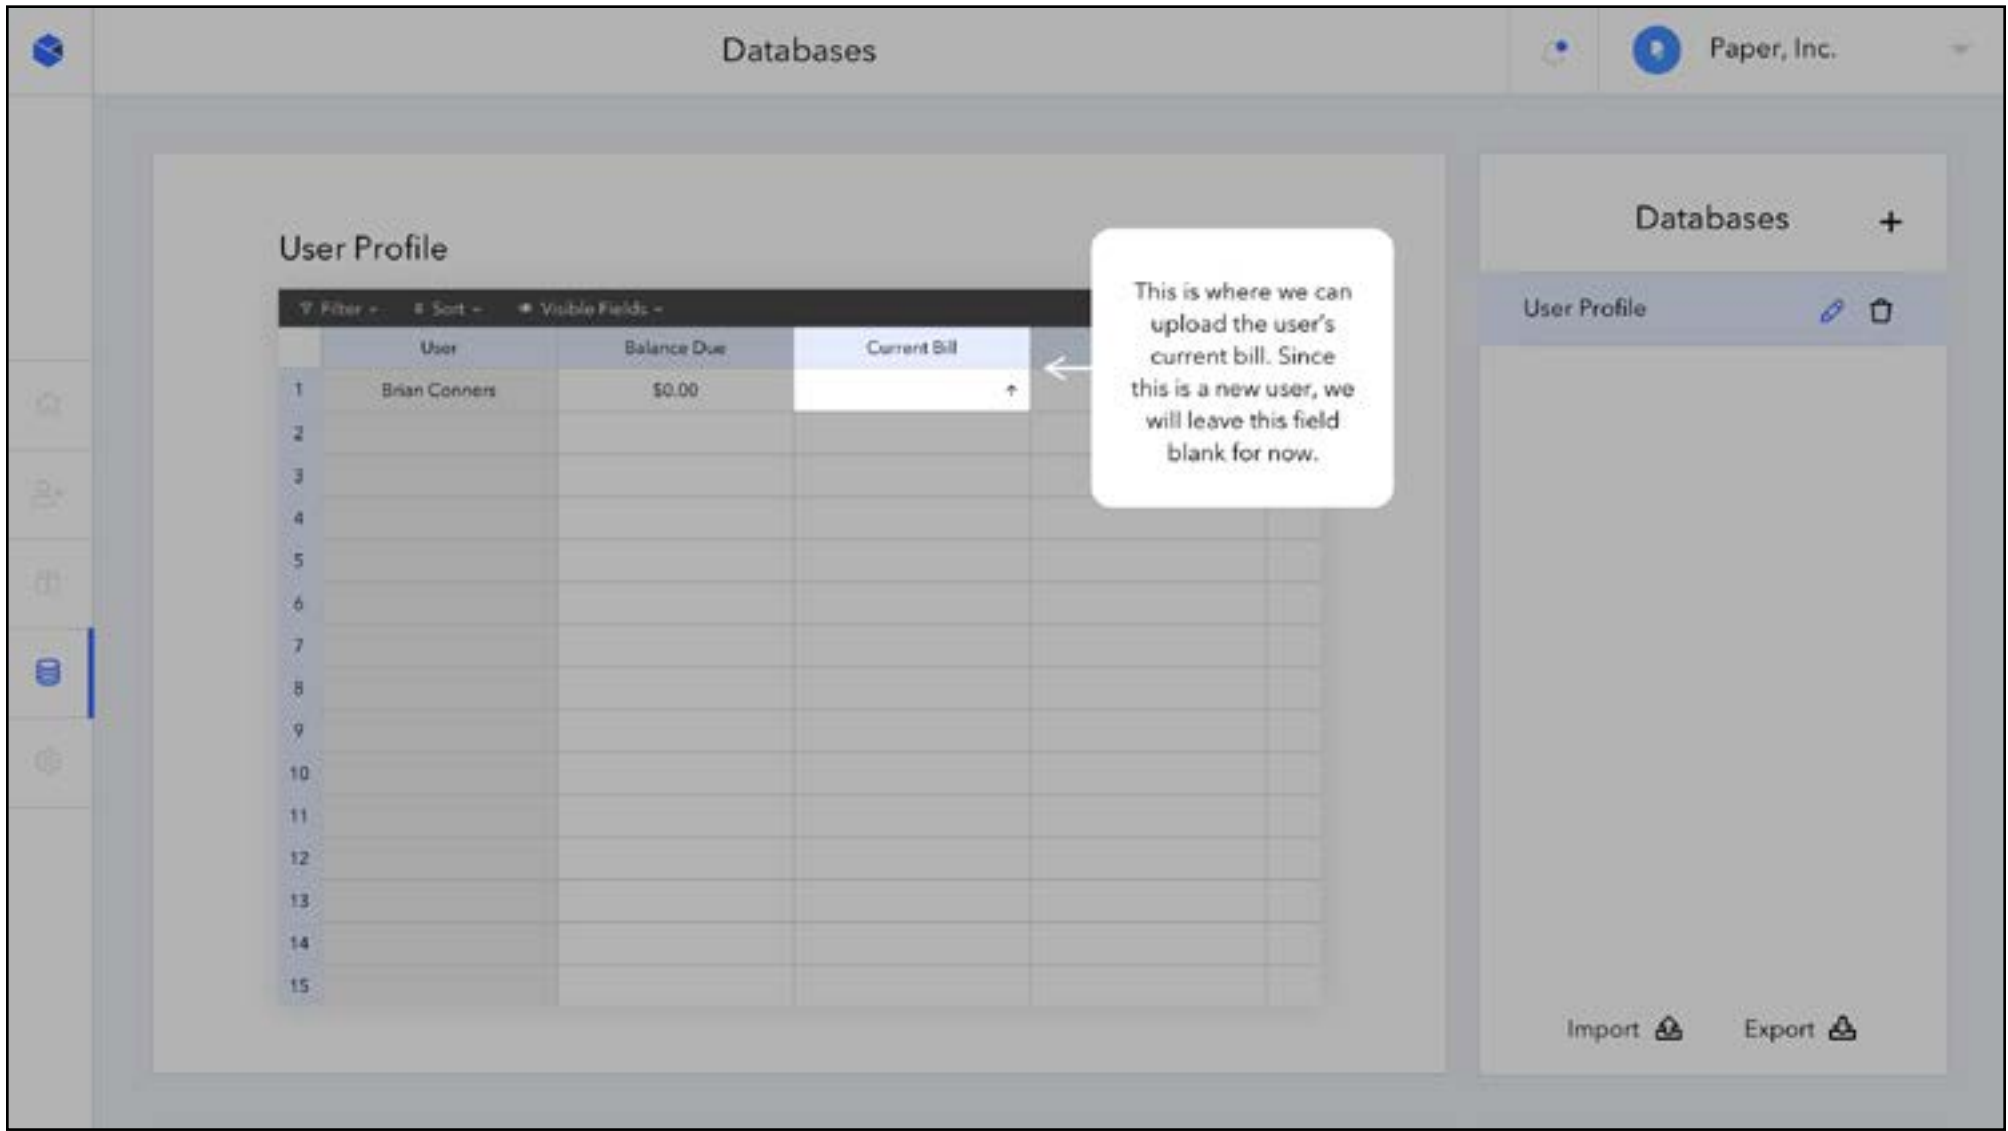 Databases
Paper, Inc.
Databases
+
User Profile
User Profile
Filter
Sort
Visible Fields
User
Balance Due
Current Bill
1
Brian Conners
$0.00
2
3
4
5
6
7
8
9
10
11
12
13
14
15
This is where we can
upload the user's
current bill. Since
this is a new user, we
will leave this field
blank for now.
Import
Export